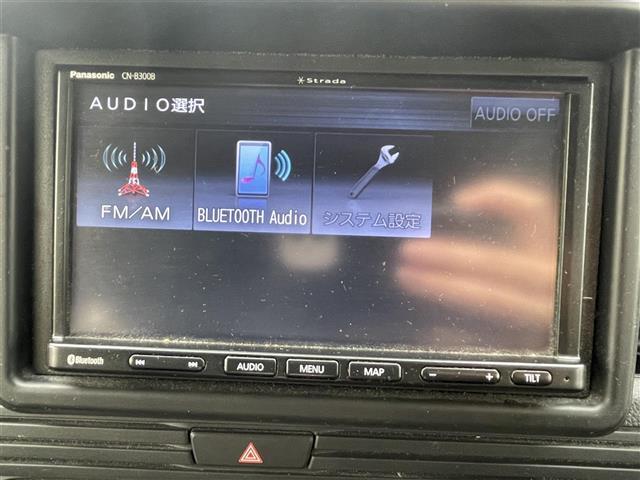 Panasonic CN-B300B
Strada
AUDIO選択
AUDIO OFF
FM/AM
BLUETOOTH Audio
システム設定
Bluetooth
AUDIO
MENU
MAP
− +
TILT